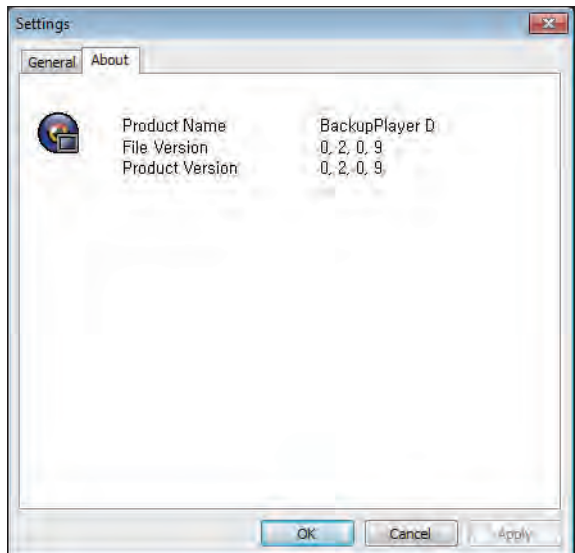 Settings
General About
Product Name BackupPlayer D
File Version 0, 2, 0, 9
Product Version 0, 2, 0, 9
OK Cancel Apply